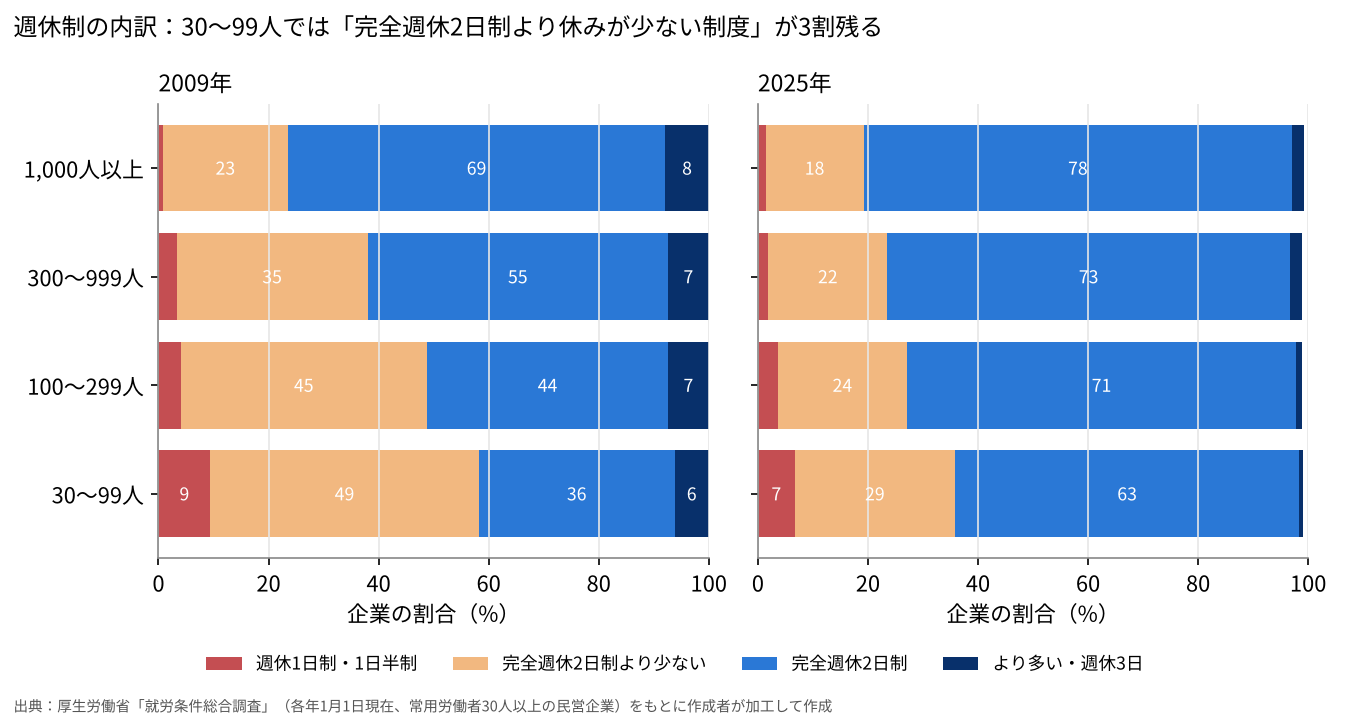 週休制の内訳：30〜99人では「完全週休2日制より休みが少ない制度」が3割残る
2009年
2025年
1,000人以上
23
69
8
18
78
300〜999人
35
55
7
22
73
100〜299人
45
44
7
24
71
30〜99人
9
49
36
6
7
29
63
0 20 40 60 80 100
0 20 40 60 80 100
企業の割合（%）
企業の割合（%）
週休1日制・1日半制
完全週休2日制より少ない
完全週休2日制
より多い・週休3日
出典：厚生労働省「就労条件総合調査」（各年1月1日現在、常用労働者30人以上の民営企業）をもとに作成者が加工して作成